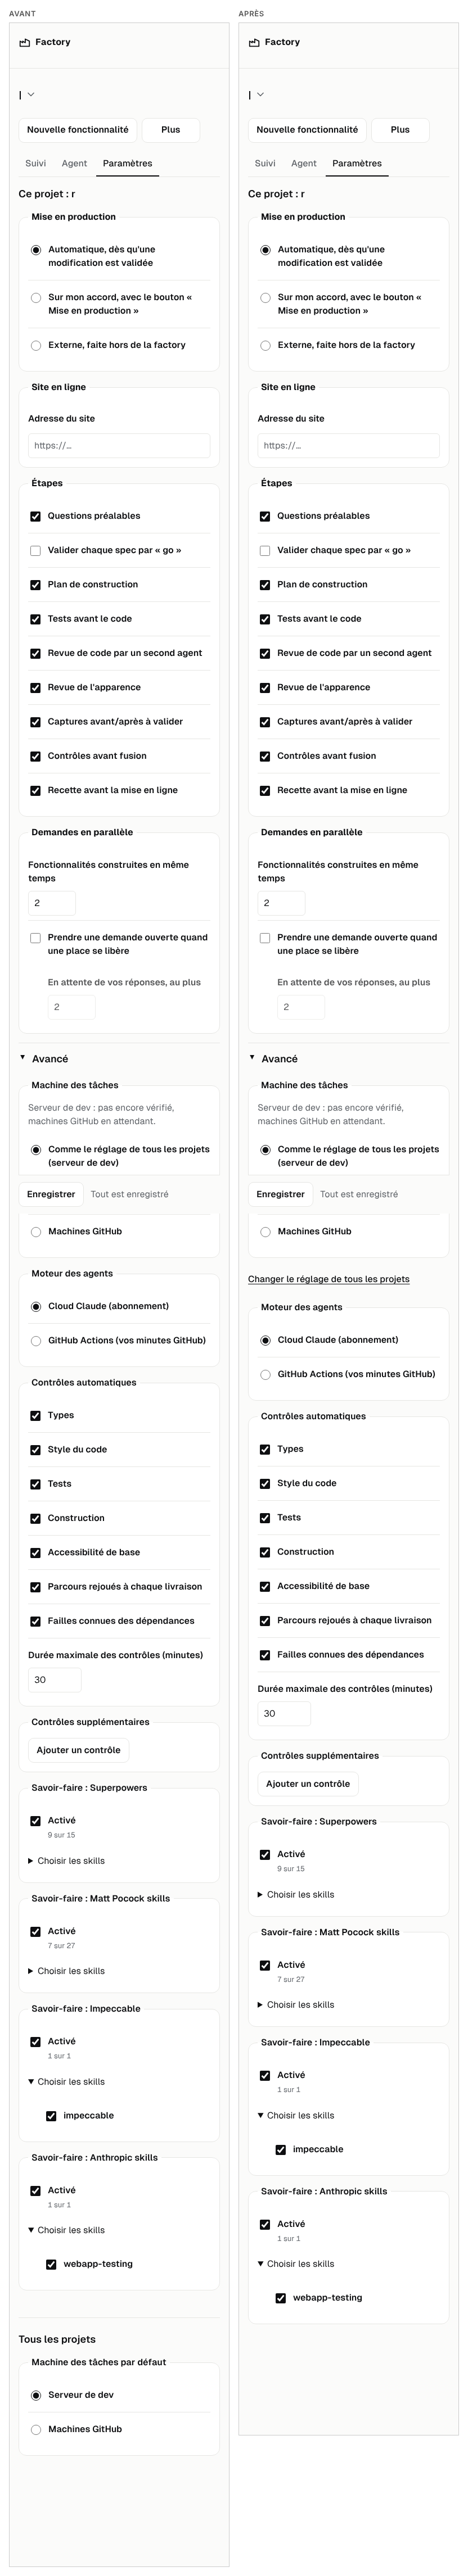 AVANT
Factory
Nouvelle fonctionnalité
Plus
Suivi
Agent
Paramètres
Ce projet : r
Mise en production
Automatique, dès qu'une
modification est validée
Sur mon accord, avec le bouton «
Mise en production »
Externe, faite hors de la factory
Site en ligne
Adresse du site
https://...
Étapes
Questions préalables
Valider chaque spec par « go »
Plan de construction
Tests avant le code
Revue de code par un second agent
Revue de l'apparence
Captures avant/après à valider
Contrôles avant fusion
Recette avant la mise en ligne
Demandes en parallèle
Fonctionnalités construites en même
temps
2
Prendre une demande ouverte quand
une place se libère
En attente de vos réponses, au plus
2
Avancé
Machine des tâches
Serveur de dev : pas encore vérifié,
machines GitHub en attendant.
Comme le réglage de tous les projets
(serveur de dev)
Enregistrer
Tout est enregistré
Machines GitHub
Moteur des agents
Cloud Claude (abonnement)
GitHub Actions (vos minutes GitHub)
Contrôles automatiques
Types
Style du code
Tests
Construction
Accessibilité de base
Parcours rejoués à chaque livraison
Failles connues des dépendances
Durée maximale des contrôles (minutes)
30
Contrôles supplémentaires
Ajouter un contrôle
Savoir-faire : Superpowers
Activé
9 sur 15
Choisir les skills
Savoir-faire : Matt Pocock skills
Activé
7 sur 27
Choisir les skills
Savoir-faire : Impeccable
Activé
1 sur 1
Choisir les skills
impeccable
Savoir-faire : Anthropic skills
Activé
1 sur 1
Choisir les skills
webapp-testing
Tous les projets
Machine des tâches par défaut
Serveur de dev
Machines GitHub
APRÈS
Factory
Nouvelle fonctionnalité
Plus
Suivi
Agent
Paramètres
Ce projet : r
Mise en production
Automatique, dès qu'une
modification est validée
Sur mon accord, avec le bouton «
Mise en production »
Externe, faite hors de la factory
Site en ligne
Adresse du site
https://...
Étapes
Questions préalables
Valider chaque spec par « go »
Plan de construction
Tests avant le code
Revue de code par un second agent
Revue de l'apparence
Captures avant/après à valider
Contrôles avant fusion
Recette avant la mise en ligne
Demandes en parallèle
Fonctionnalités construites en même
temps
2
Prendre une demande ouverte quand
une place se libère
En attente de vos réponses, au plus
2
Avancé
Machine des tâches
Serveur de dev : pas encore vérifié,
machines GitHub en attendant.
Comme le réglage de tous les projets
(serveur de dev)
Enregistrer
Tout est enregistré
Machines GitHub
Changer le réglage de tous les projets
Moteur des agents
Cloud Claude (abonnement)
GitHub Actions (vos minutes GitHub)
Contrôles automatiques
Types
Style du code
Tests
Construction
Accessibilité de base
Parcours rejoués à chaque livraison
Failles connues des dépendances
Durée maximale des contrôles (minutes)
30
Contrôles supplémentaires
Ajouter un contrôle
Savoir-faire : Superpowers
Activé
9 sur 15
Choisir les skills
Savoir-faire : Matt Pocock skills
Activé
7 sur 27
Choisir les skills
Savoir-faire : Impeccable
Activé
1 sur 1
Choisir les skills
impeccable
Savoir-faire : Anthropic skills
Activé
1 sur 1
Choisir les skills
webapp-testing